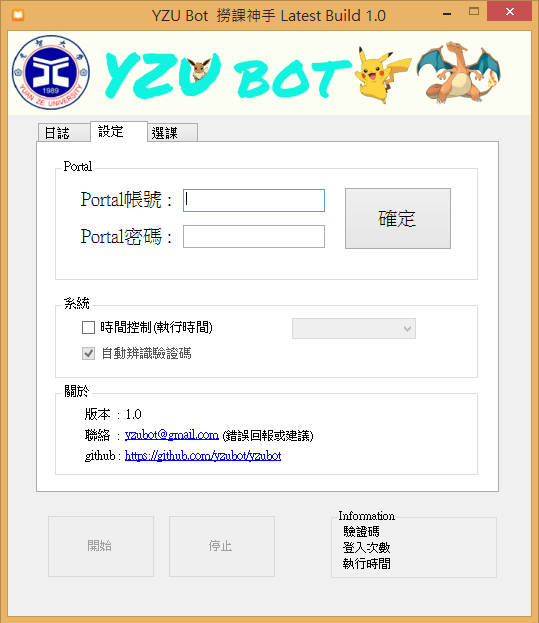 YZU Bot 撈課神手 Latest Build 1.0
元智大學
YUAN ZE UNIVERSITY
1989
YZU BOT
日誌 設定 選課
Portal
Portal帳號：
Portal密碼：
確定
系統
時間控制(執行時間)
自動辨識驗證碼
關於
版本：1.0
聯絡：yzubot@gmail.com (錯誤回報或建議)
github : https://github.com/yzubot/yzubot
開始
停止
Information
驗證碼
登入次數
執行時間